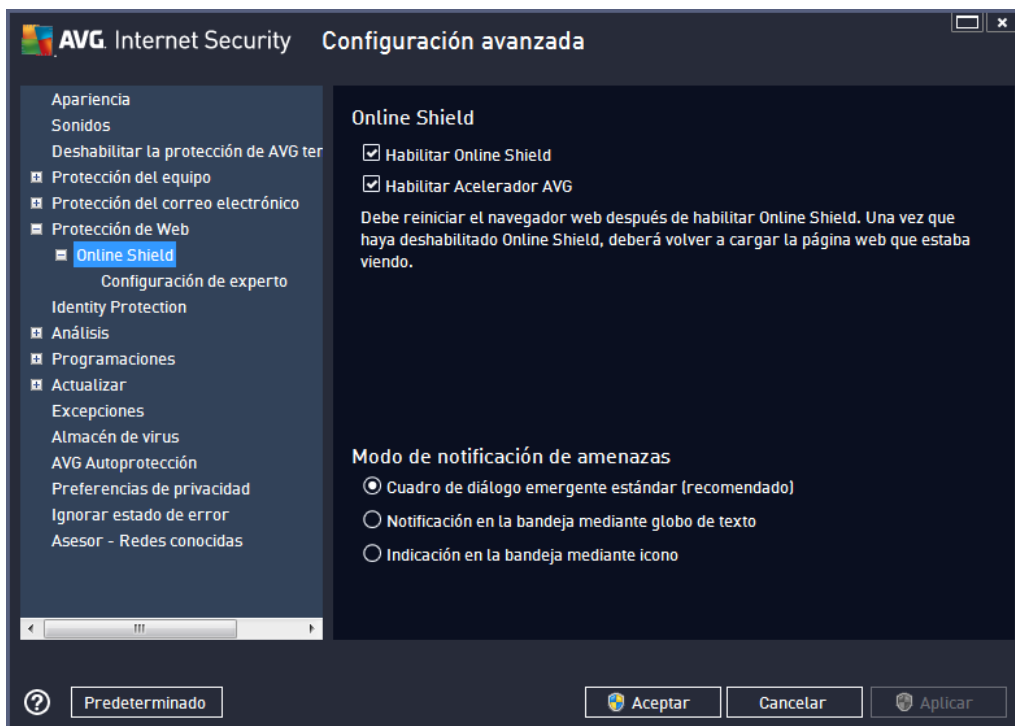 AVG. Internet Security Configuración avanzada
Apariencia
Sonidos
Deshabilitar la protección de AVG ter
Protección del equipo
Protección del correo electrónico
Protección de Web
Online Shield
Configuración de experto
Identity Protection
Análisis
Programaciones
Actualizar
Excepciones
Almacén de virus
AVG Autoprotección
Preferencias de privacidad
Ignorar estado de error
Asesor - Redes conocidas
Online Shield
Habilitar Online Shield
Habilitar Acelerador AVG
Debe reiniciar el navegador web después de habilitar Online Shield. Una vez que
haya deshabilitado Online Shield, deberá volver a cargar la página web que estaba
viendo.
Modo de notificación de amenazas
Cuadro de diálogo emergente estándar (recomendado)
Notificación en la bandeja mediante globo de texto
Indicación en la bandeja mediante icono
? Predeterminado Aceptar Cancelar Aplicar